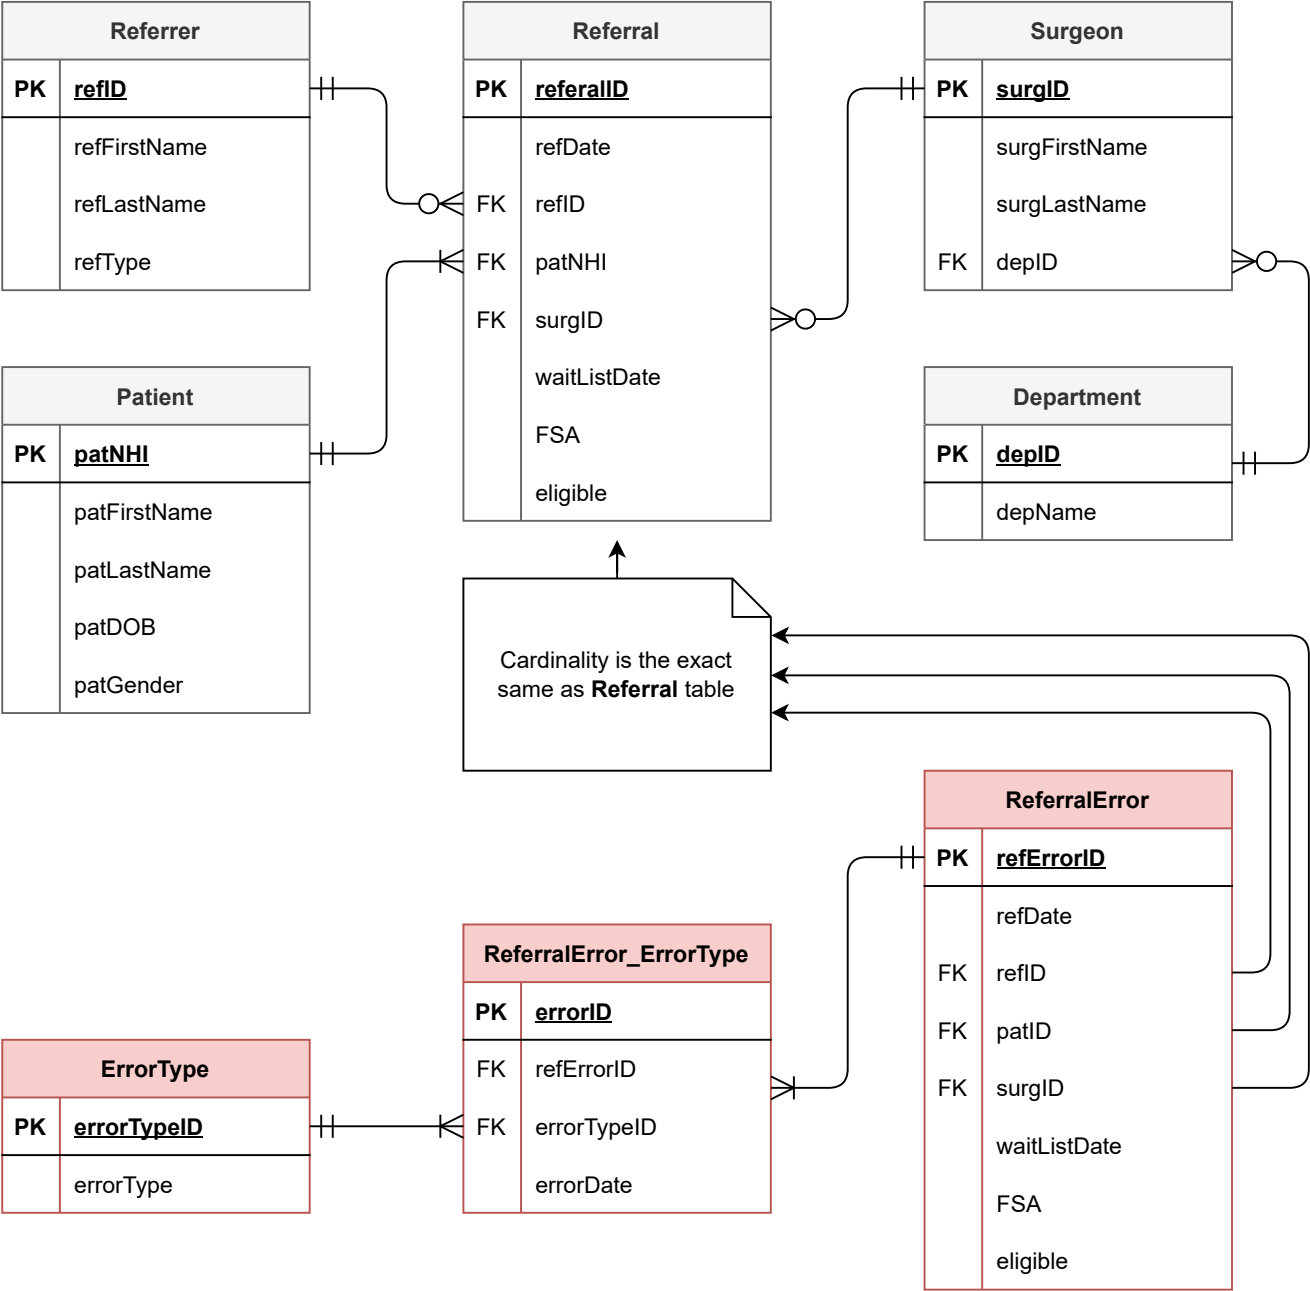 Referrer
PK refID
refFirstName
refLastName
refType
Referral
PK referalID
refDate
FK refID
FK patNHI
FK surgID
waitListDate
FSA
eligible
Surgeon
PK surgID
surgFirstName
surgLastName
FK depID
Patient
PK patNHI
patFirstName
patLastName
patDOB
patGender
Department
PK depID
depName
Cardinality is the exact
same as Referral table
ReferralError
PK refErrorID
refDate
FK refID
FK patID
FK surgID
waitListDate
FSA
eligible
ReferralError_ErrorType
PK errorID
FK refErrorID
FK errorTypeID
errorDate
ErrorType
PK errorTypeID
errorType